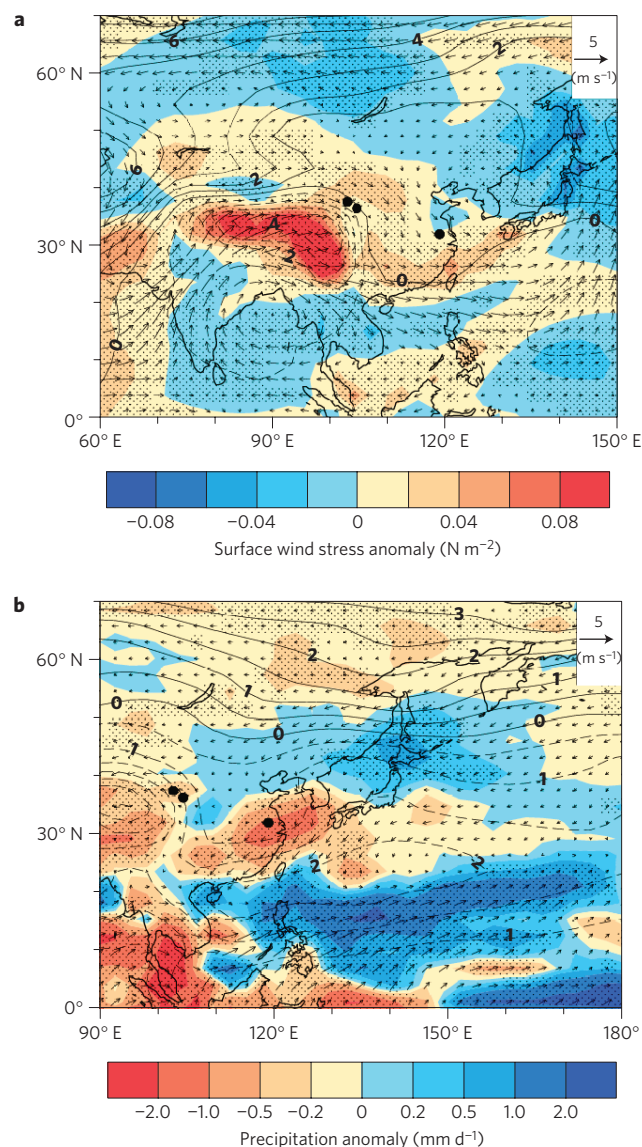 a
5
(m s⁻¹)
6
4
2
60° N
6
2
4
2
0
30° N
0
0
0°
60° E
90° E
120° E
150° E
−0.08
−0.04
0
0.04
0.08
Surface wind stress anomaly (N m⁻²)
b
5
(m s⁻¹)
3
2
2
60° N
1
1
0
0
0
1
1
30° N
2
2
1
0°
90° E
120° E
150° E
180°
−2.0
−1.0
−0.5
−0.2
0
0.2
0.5
1.0
2.0
Precipitation anomaly (mm d⁻¹)